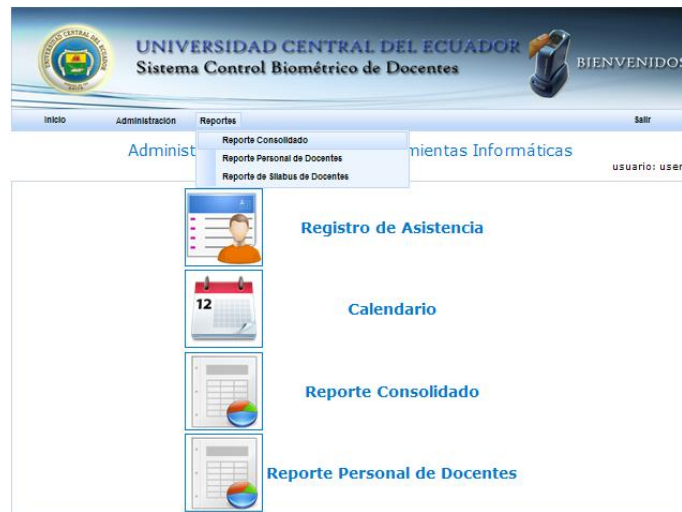 UNIVERSIDAD CENTRAL DEL ECUADOR
Sistema Control Biométrico de Docentes
BIENVENIDOS
Inicio Administración Reportes Salir
Reporte Consolidado
Reporte Personal de Docentes
Reporte de Sílabus de Docentes
Administ mientas Informáticas
usuario: user
Registro de Asistencia
12
Calendario
Reporte Consolidado
Reporte Personal de Docentes